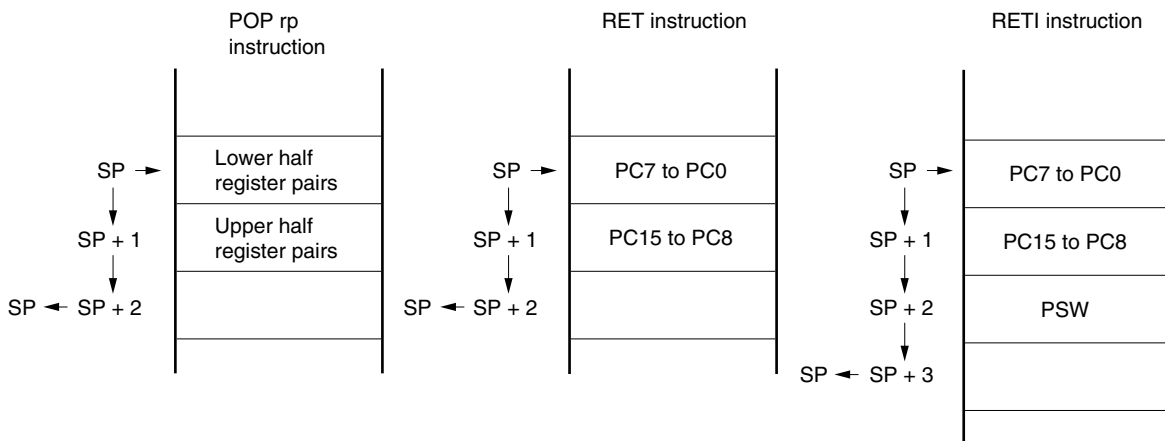 POP rp
instruction
SP
SP + 1
SP
SP + 2
Lower half
register pairs
Upper half
register pairs
RET instruction
SP
SP + 1
SP
SP + 2
PC7 to PC0
PC15 to PC8
RETI instruction
SP
SP + 1
SP + 2
SP
SP + 3
PC7 to PC0
PC15 to PC8
PSW